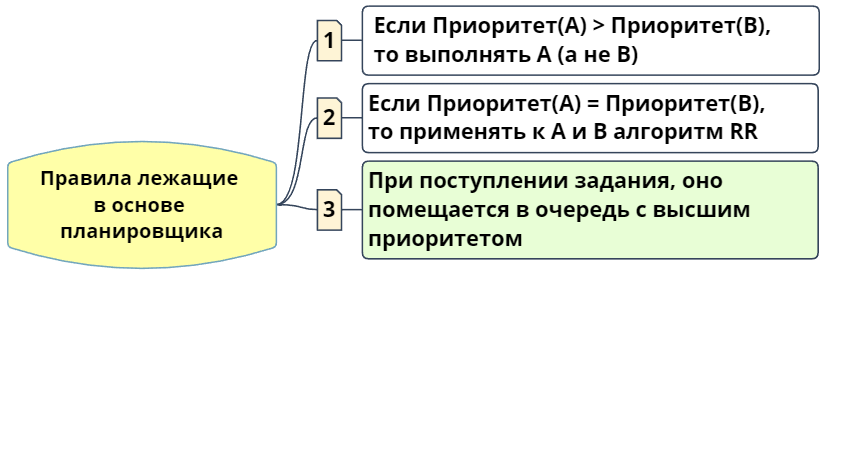 Правила лежащие
в основе
планировщика
1
Если Приоритет(A) > Приоритет(B),
то выполнять A (а не B)
2
Если Приоритет(A) = Приоритет(B),
то применять к A и B алгоритм RR
3
При поступлении задания, оно
помещается в очередь с высшим
приоритетом